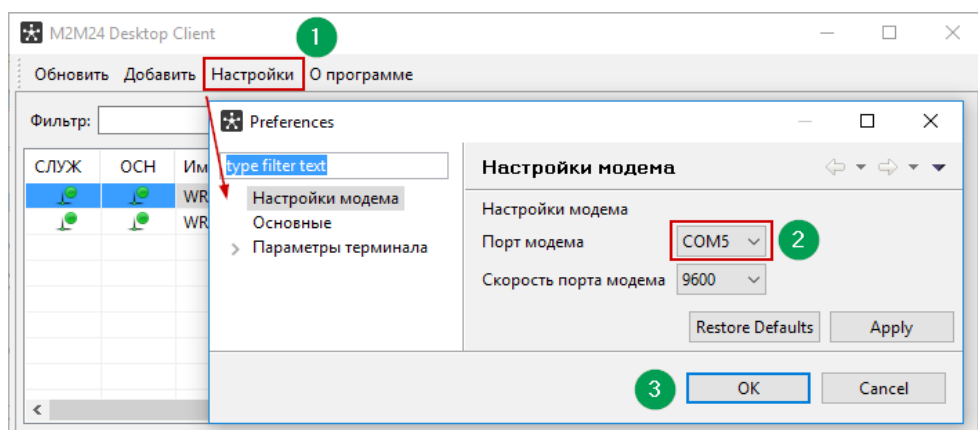 M2M24 Desktop Client
1
Обновить Добавить Настройки О программе
Фильтр:
Preferences
СЛУЖ ОСН Им
type filter text
Настройки модема
WR
Настройки модема
Основные
WR
Параметры терминала
Настройки модема
Порт модема COM5 2
Скорость порта модема 9600
Restore Defaults Apply
3 OK Cancel